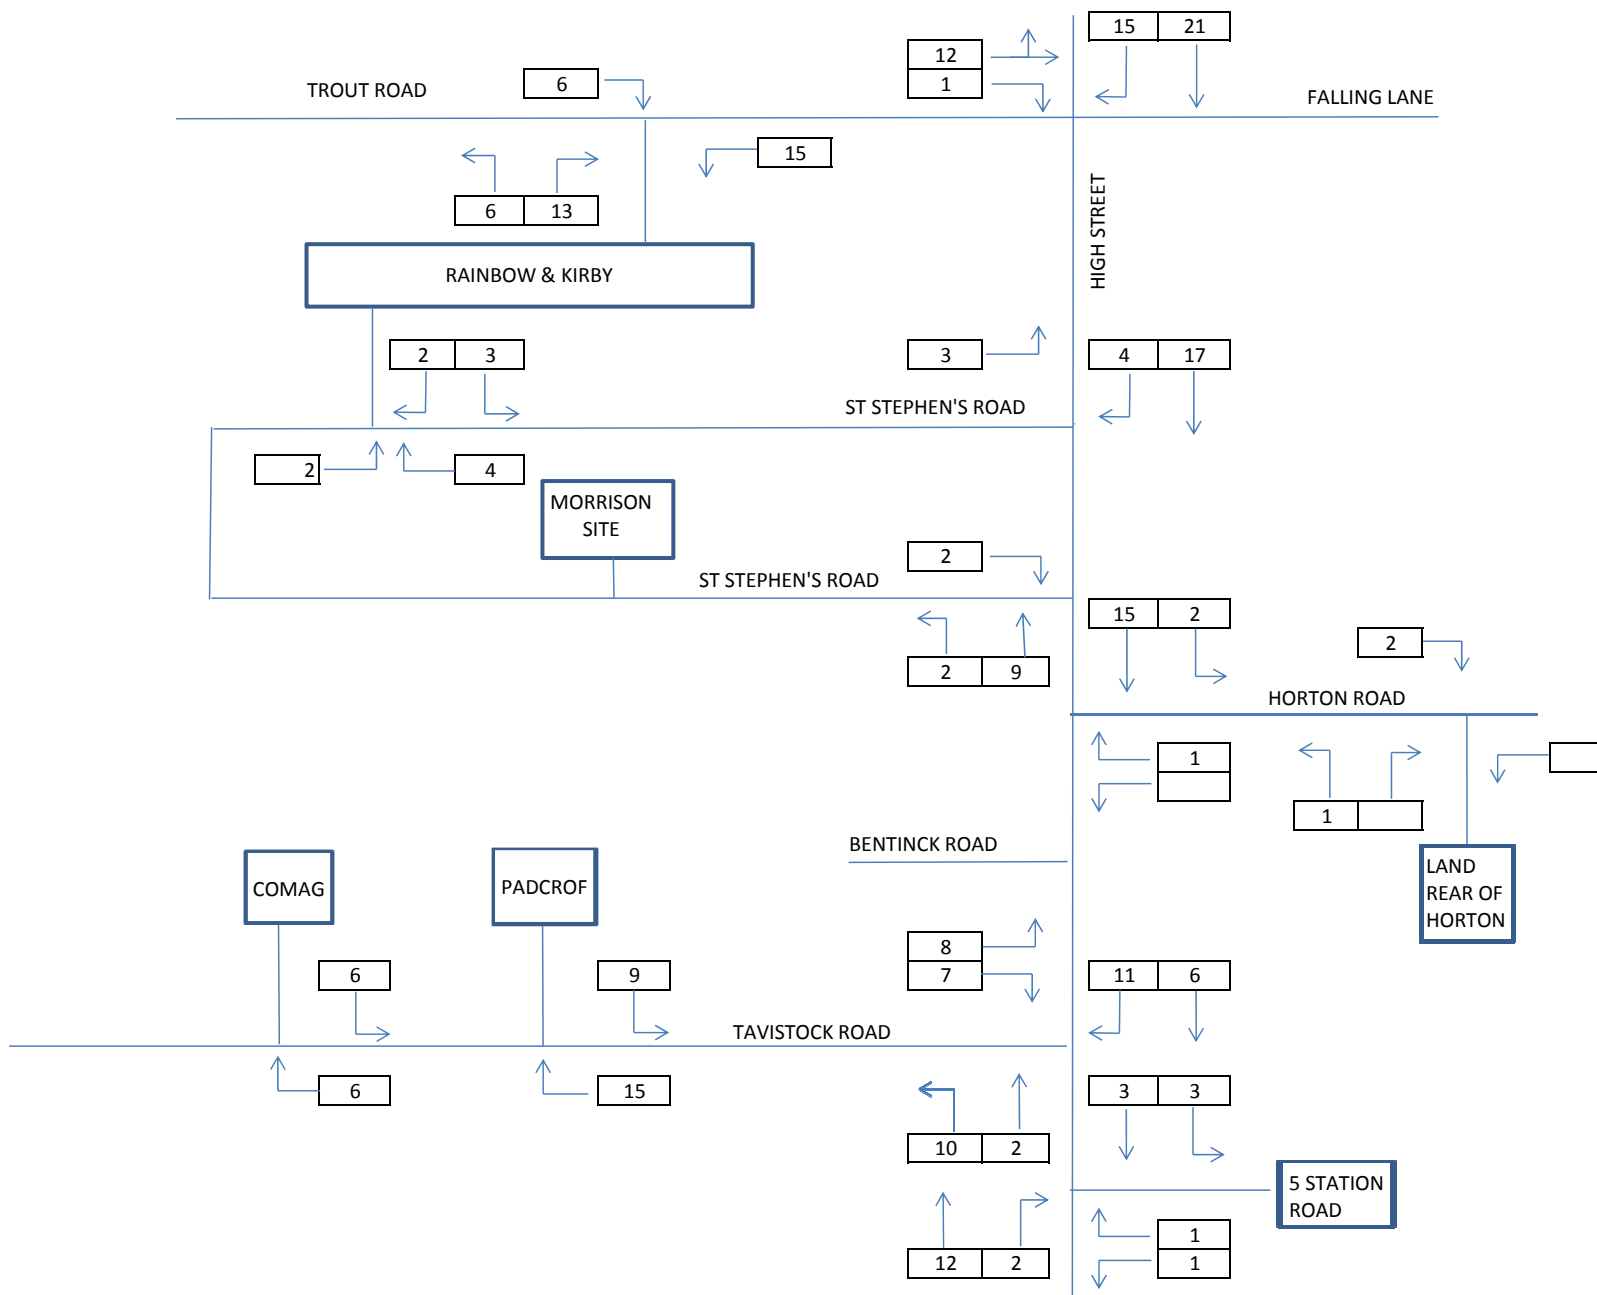 15 21
12
1
6
TROUT ROAD
FALLING LANE
15
6 13
HIGH STREET
RAINBOW & KIRBY
2 3
3
4 17
ST STEPHEN'S ROAD
2
4
MORRISON
SITE
2
ST STEPHEN'S ROAD
15 2
2
2 9
HORTON ROAD
1
1
BENTINCK ROAD
COMAG
PADCROF
LAND
REAR OF
HORTON
8
7
6
9
11 6
TAVISTOCK ROAD
6
15
3 3
10 2
5 STATION
ROAD
12 2
1
1